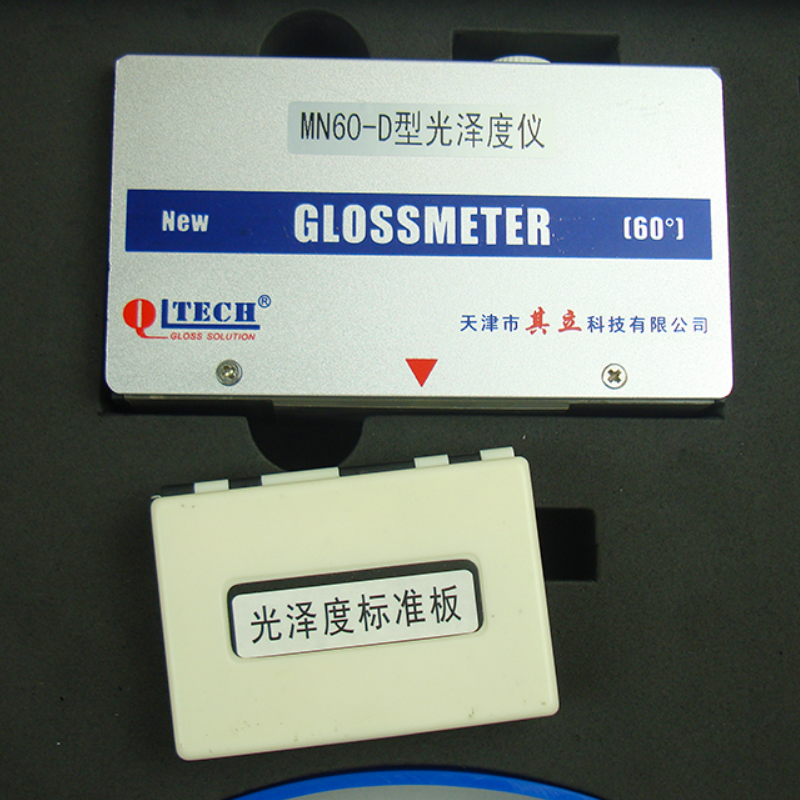 MN60-D型光泽度仪
New GLOSSMETER (60°)
QLTECH®
GLOSS SOLUTION
天津市其立科技有限公司
光泽度标准板